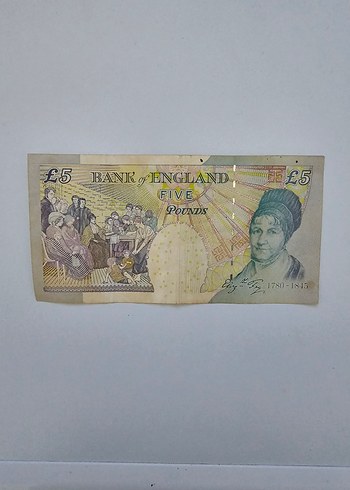 £5 BANK of ENGLAND £5
FIVE
POUNDS
1780 - 1845